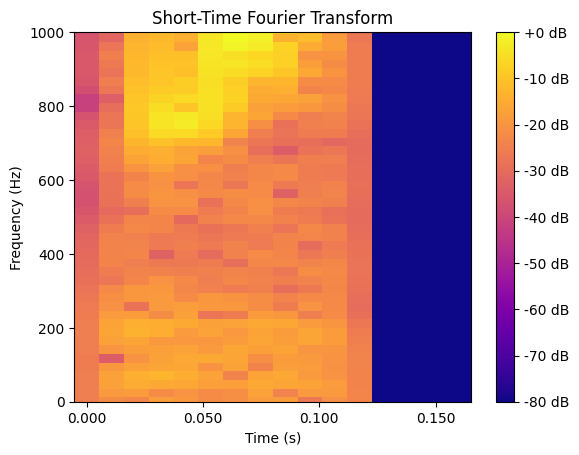 Short-Time Fourier Transform
Frequency (Hz)
1000
800
600
400
200
0
0.000
0.050
0.100
0.150
Time (s)
+0 dB
-10 dB
-20 dB
-30 dB
-40 dB
-50 dB
-60 dB
-70 dB
-80 dB